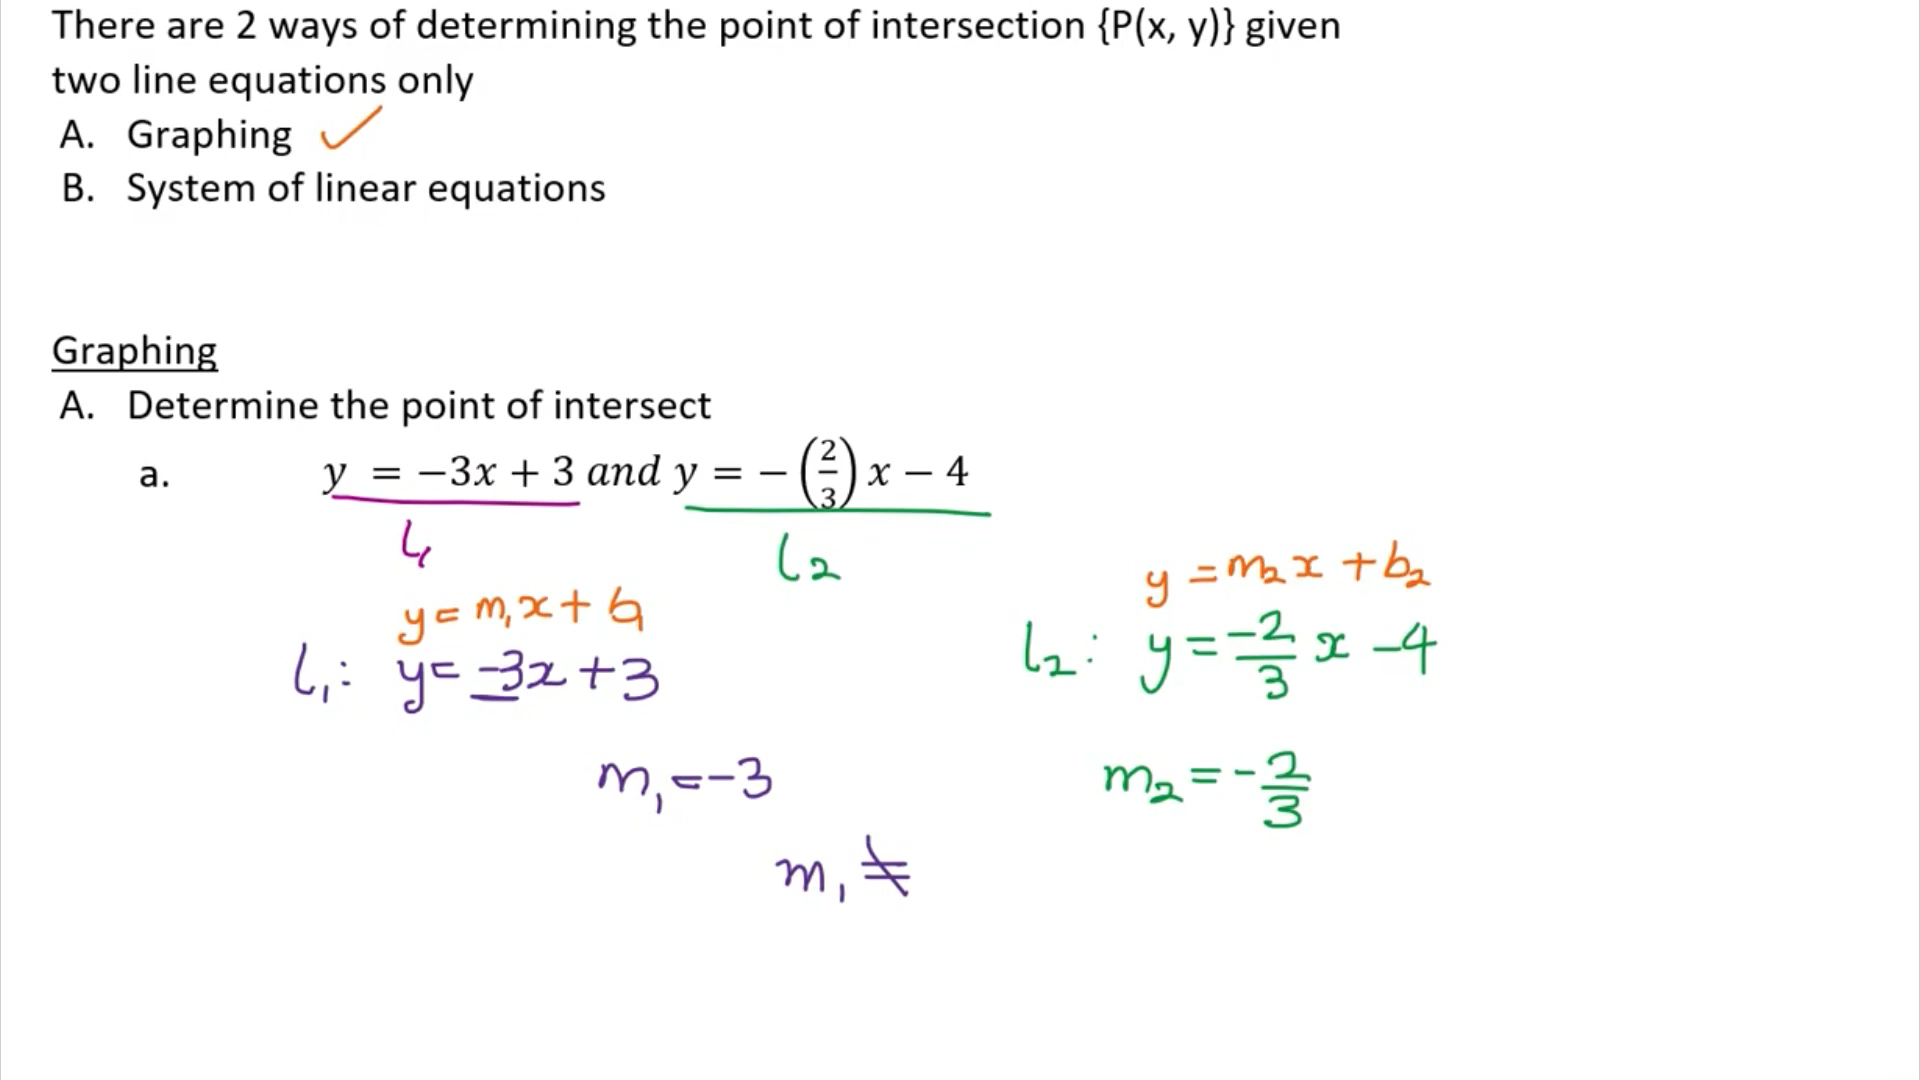 There are 2 ways of determining the point of intersection {P(x, y)} given
two line equations only
A. Graphing ✓
B. System of linear equations
Graphing
A. Determine the point of intersect
a. y = −3x + 3 and y = −(2/3)x − 4
l₁ l₂
y = m₁x + b₁
l₁: y = -3x + 3
m₁ = -3
y = m₂x + b₂
l₂: y = -2/3 x - 4
m₂ = -2/3
m₁ ≠